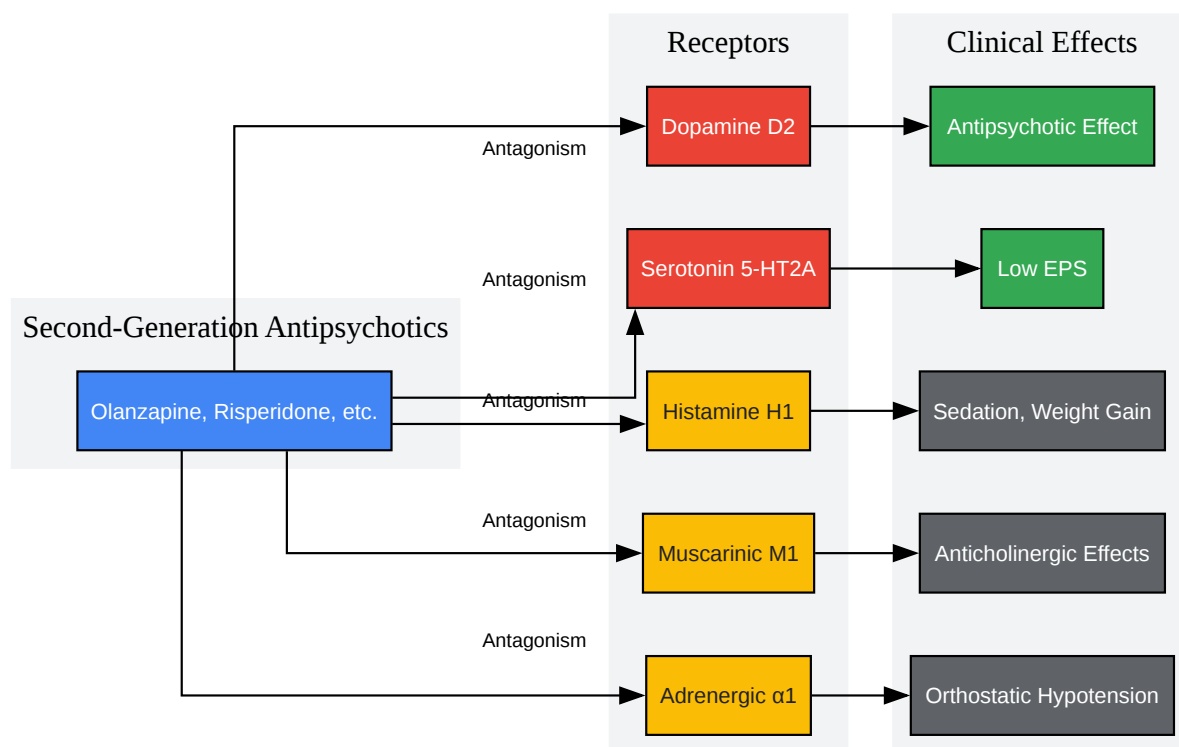 Receptors
Clinical Effects
Dopamine D2
Antipsychotic Effect
Antagonism
Serotonin 5-HT2A
Low EPS
Antagonism
Second-Generation Antipsychotics
Olanzapine, Risperidone, etc.
Antagonism
Histamine H1
Sedation, Weight Gain
Antagonism
Muscarinic M1
Anticholinergic Effects
Antagonism
Adrenergic α1
Orthostatic Hypotension